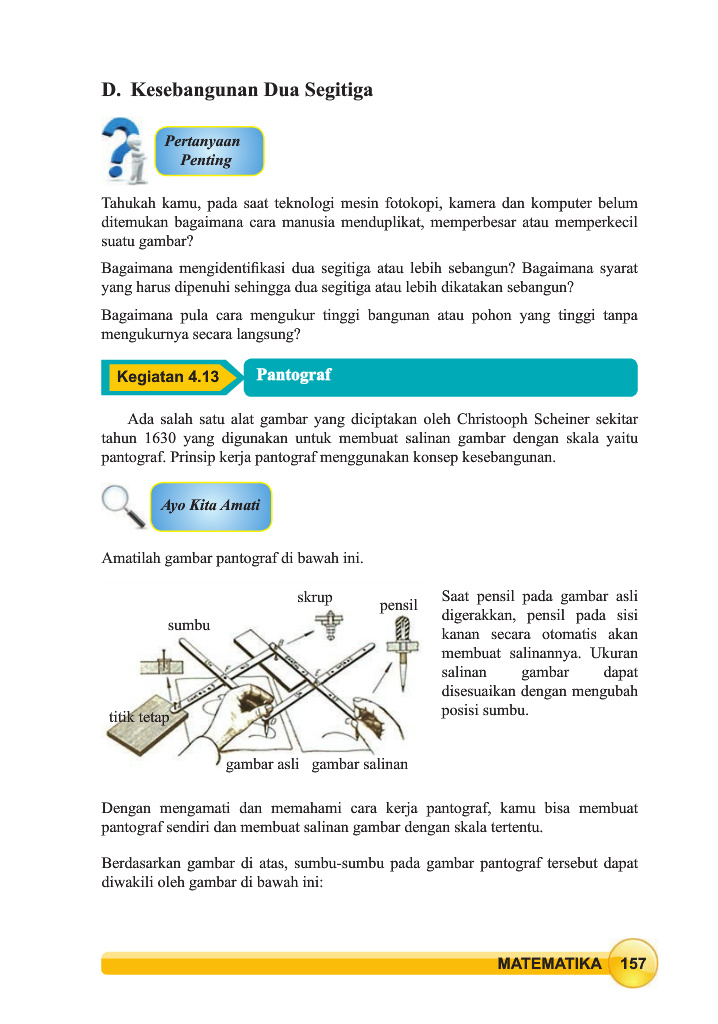 D. Kesebangunan Dua Segitiga
Pertanyaan
Penting
Tahukah kamu, pada saat teknologi mesin fotokopi, kamera dan komputer belum
ditemukan bagaimana cara manusia menduplikat, memperbesar atau memperkecil
suatu gambar?
Bagaimana mengidentifikasi dua segitiga atau lebih sebangun? Bagaimana syarat
yang harus dipenuhi sehingga dua segitiga atau lebih dikatakan sebangun?
Bagaimana pula cara mengukur tinggi bangunan atau pohon yang tinggi tanpa
mengukurnya secara langsung?
Kegiatan 4.13
Pantograf
Ada salah satu alat gambar yang diciptakan oleh Christooph Scheiner sekitar
tahun 1630 yang digunakan untuk membuat salinan gambar dengan skala yaitu
pantograf. Prinsip kerja pantograf menggunakan konsep kesebangunan.
Ayo Kita Amati
Amatilah gambar pantograf di bawah ini.
skrup
pensil
sumbu
titik tetap
gambar asli
gambar salinan
Saat pensil pada gambar asli
digerakkan, pensil pada sisi
kanan secara otomatis akan
membuat salinannya. Ukuran
salinan gambar dapat
disesuaikan dengan mengubah
posisi sumbu.
Dengan mengamati dan memahami cara kerja pantograf, kamu bisa membuat
pantograf sendiri dan membuat salinan gambar dengan skala tertentu.
Berdasarkan gambar di atas, sumbu-sumbu pada gambar pantograf tersebut dapat
diwakili oleh gambar di bawah ini:
MATEMATIKA 157